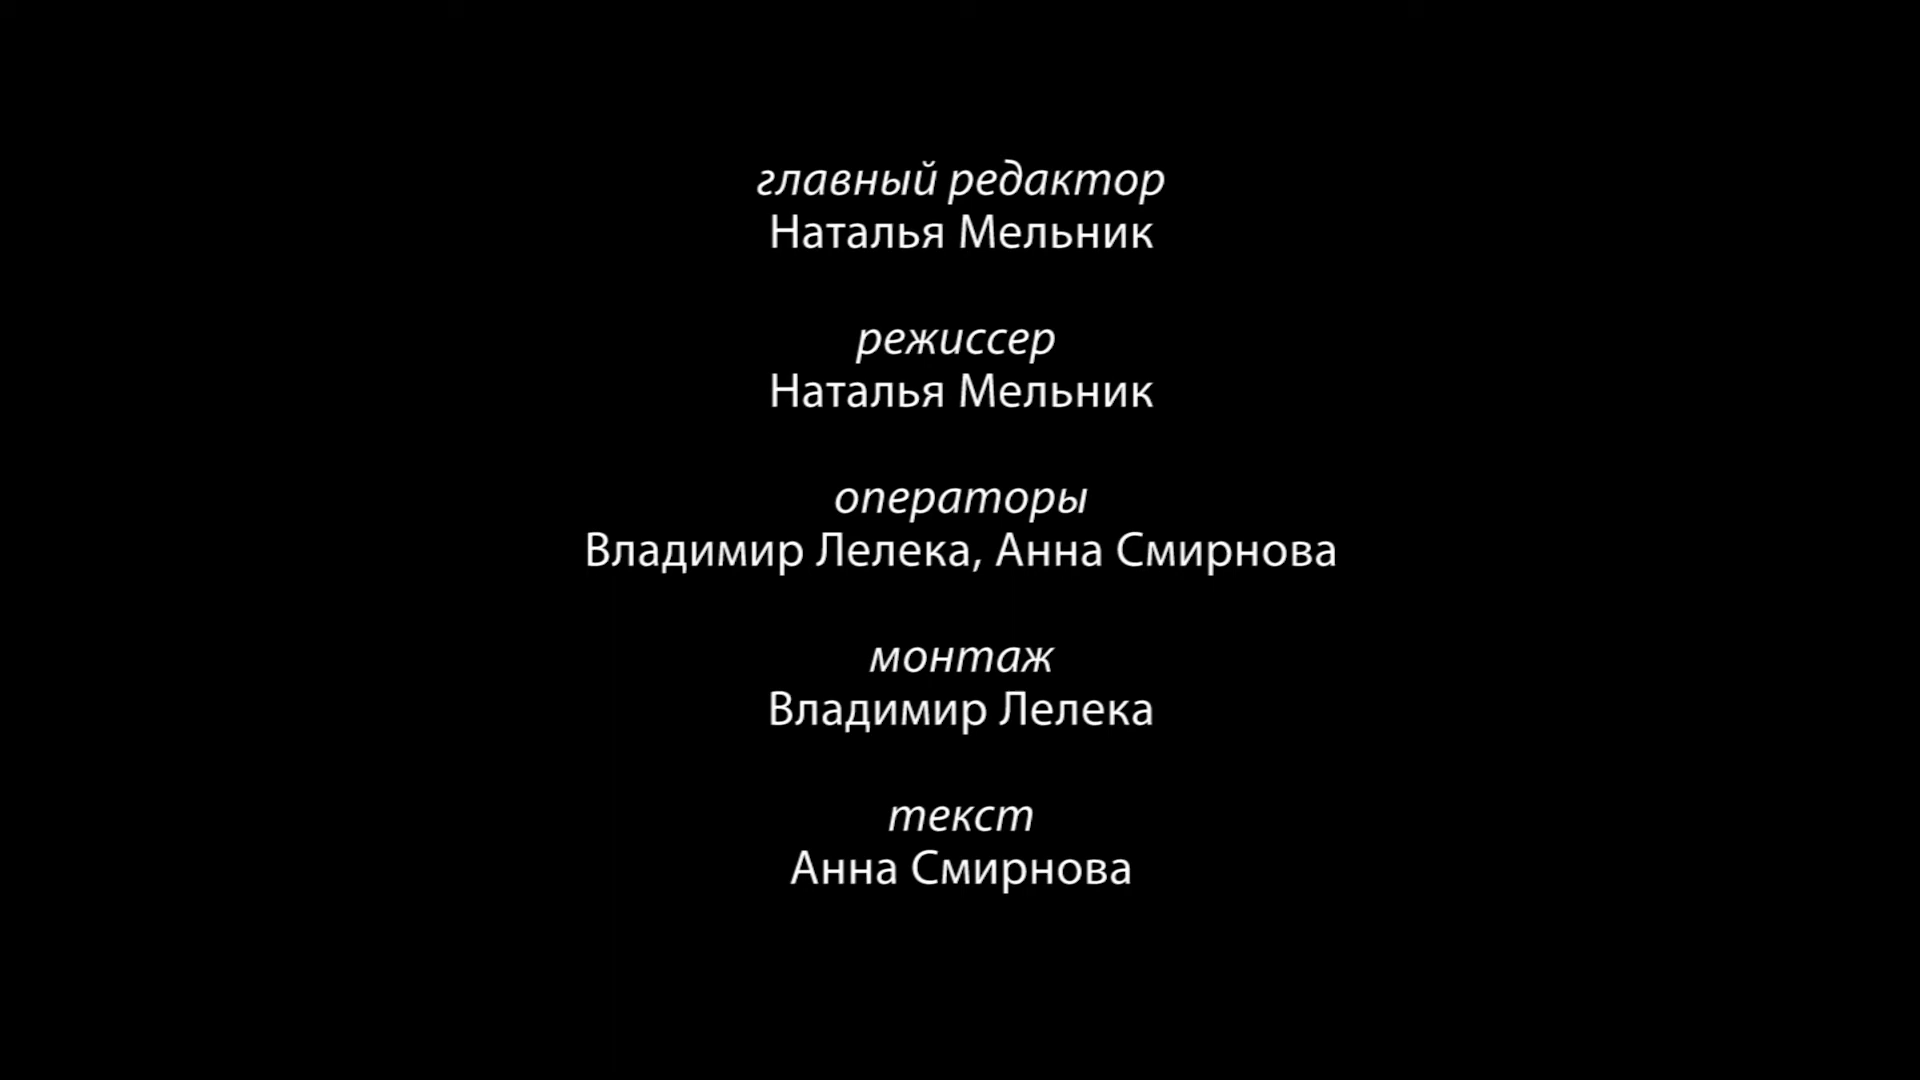 главный редактор
Наталья Мельник
режиссер
Наталья Мельник
операторы
Владимир Лелека, Анна Смирнова
монтаж
Владимир Лелека
текст
Анна Смирнова